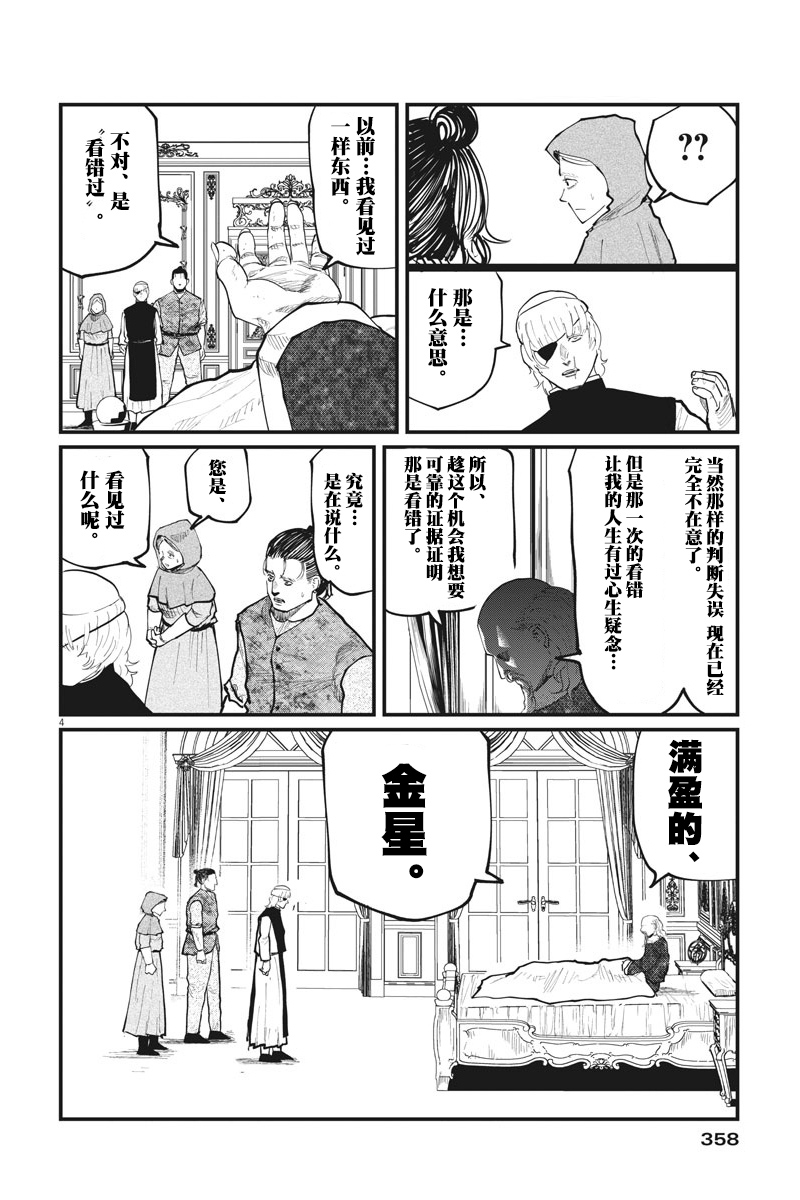 ??
那是…
什么意思。
以前…我看见过
一样东西。
不对、是
〝看错过〞。
当然那样的判断失误 现在已经
完全不在意了。
但是那一次的看错
让我的人生有过心生疑念…
所以、
趁这个机会我想要
可靠的证据证明
那是看错了。
究竟…
是在说什么。
您是、
看见过
什么呢。
4
满盈的、
金星。
358